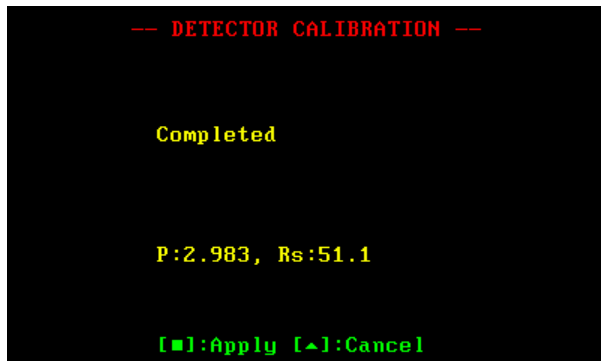 -- DETECTOR CALIBRATION --
Completed
P:2.983, Rs:51.1
[■]:Apply [▲]:Cancel